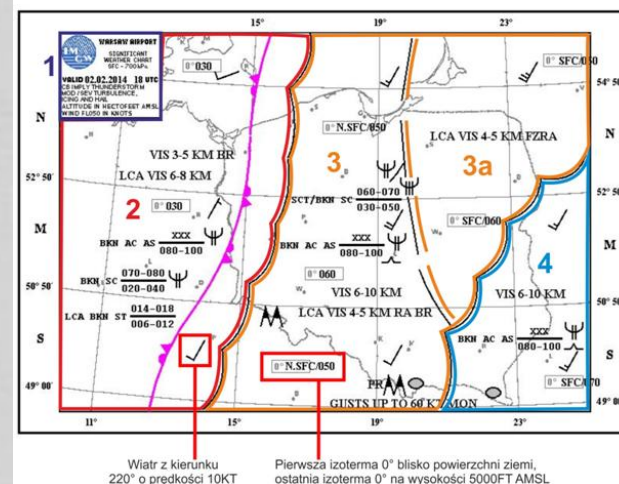 1
IMGW
WARSAW AIRPORT
SIGNIFICANT
WEATHER CHART
SFC - 700hPa
VALID 02.02.2014 18 UTC
CB IMPLY THUNDERSTORM
MOD/SEV TURBULENCE,
ICING AND HAIL
ALTITUDE IN HECTOFEET AMSL
WIND FL050 IN KNOTS
15° 19° 23°
0° 030
0° SFC/050
54° 50'
N
0° N.SFC/050
LCA VIS 4-5 KM FZRA
VIS 3-5 KM BR
LCA VIS 6-8 KM
3
3a
52° 50'
2
0° 030
SCT/BKN SC 060-070
030-050
0° SFC/060
M
BKN AC AS XXX
080-100
BKN AC AS XXX
080-100
4
BKN SC 070-080
020-040
0° 060
VIS 6-10 KM
VIS 6-10 KM
50° 50'
LCA BKN ST 014-018
006-012
LCA VIS 4-5 KM RA BR
BKN AC AS XXX
080-100
S
0° N.SFC/050
0° SFC/070
49° 00'
GUSTS UP TO 60 KT MON
11° 15° 19° 23°
Wiatr z kierunku
220° o prędkości 10KT
Pierwsza izoterma 0° blisko powierzchni ziemi,
ostatnia izoterma 0° na wysokości 5000FT AMSL